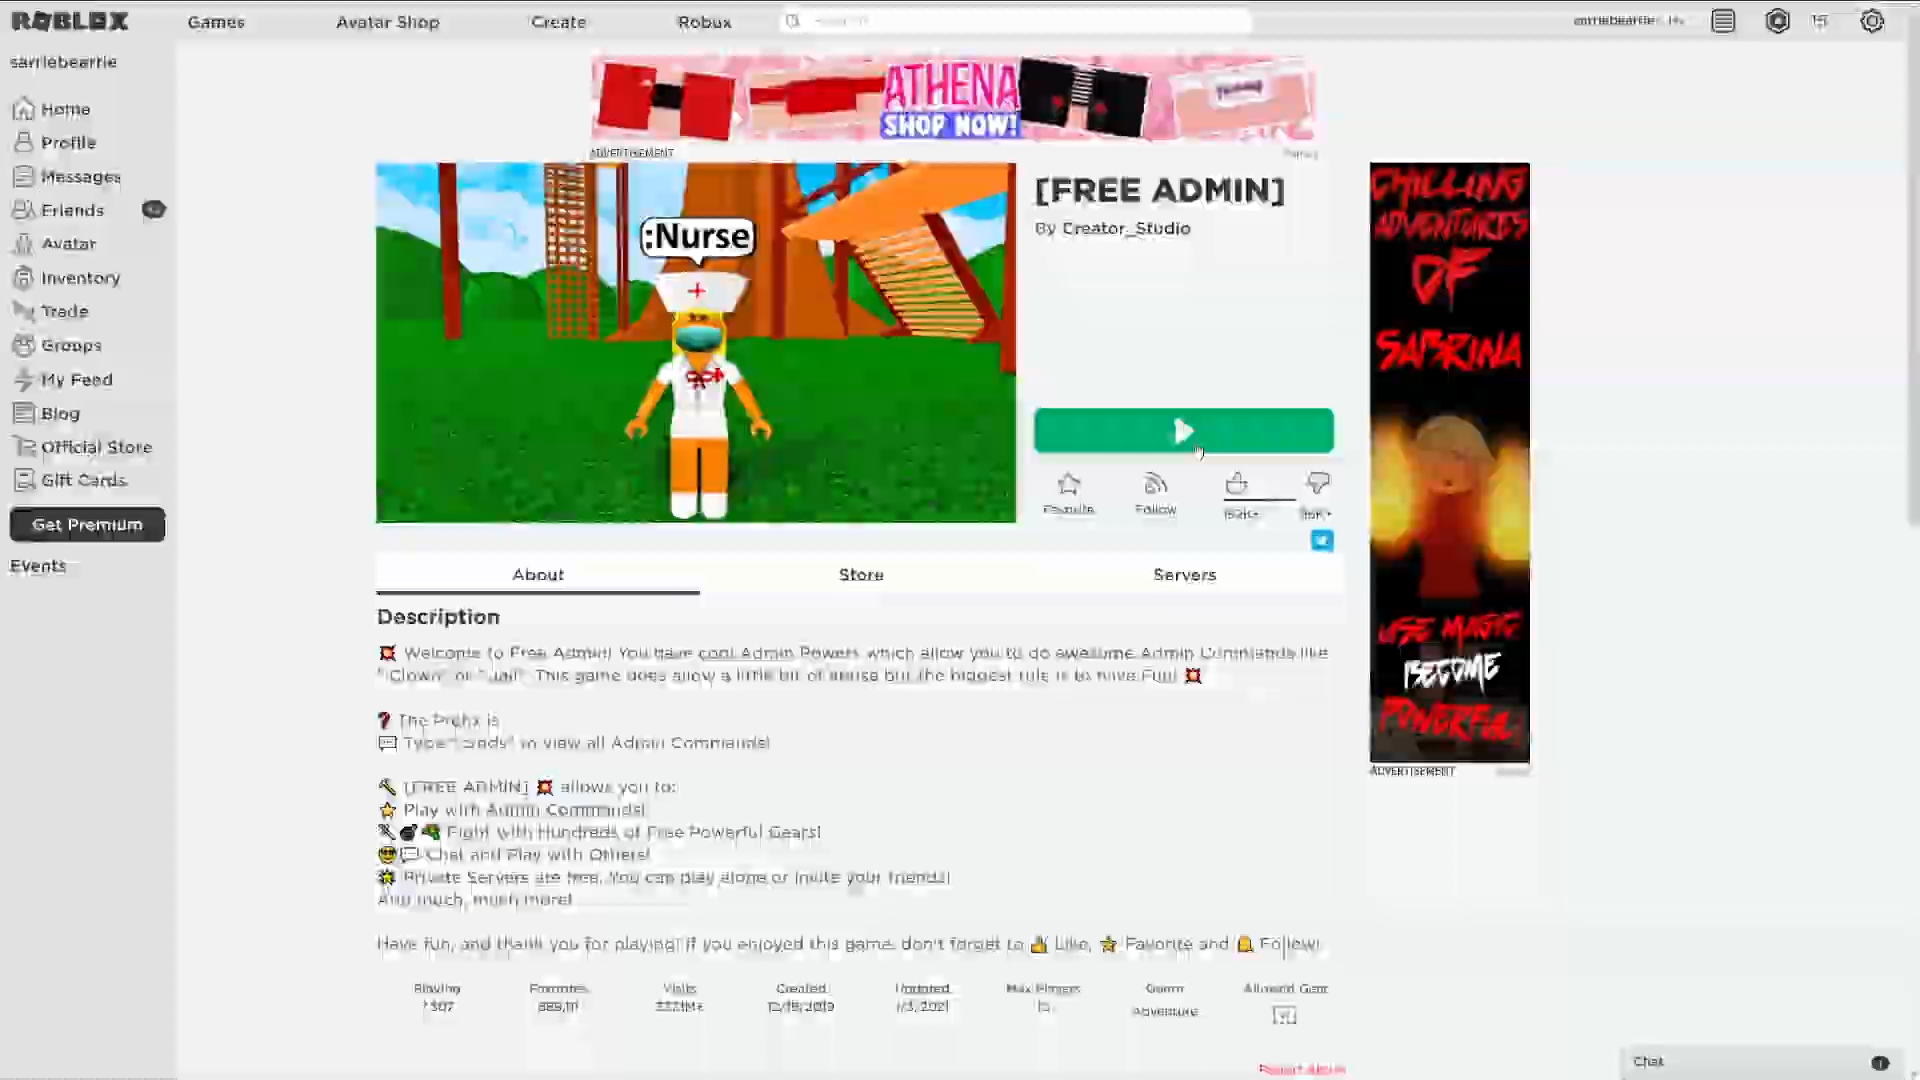 ROBLOX
Games
Avatar Shop
Create
Robux
sarriebearrie
Home
Profile
Messages
Friends
Avatar
Inventory
Trade
Groups
My Feed
Blog
Official Store
Gift Cards
Get Premium
Events
ATHENA
SHOP NOW!
ADVERTISEMENT
:Nurse
[FREE ADMIN]
By Creator_Studio
Favorite
Follow
About
Store
Servers
Description
Welcome to Free Admin! You have cool Admin Powers which allow you to do awesome Admin Commands like
"Clown" or "Jail". This game does allow a little bit of abuse but the biggest rule is to have Fun!
The Prefix is
Type "cmds" to view all Admin Commands!
[FREE ADMIN] allows you to:
Play with Admin Commands!
Fight with Hundreds of Free Powerful Gears!
Chat and Play with Others!
Private Servers are free. You can play alone or invite your friends!
And much, much more!
Have fun, and thank you for playing! If you enjoyed this game, don't forget to Like, Favorite and Follow!
Playing
Favorites
Visits
Created
Updated
Max Players
Genre
Allowed Gear
Adventure
CHILLING
ADVENTURES
OF
SABRINA
USE MAGIC
BECOME
POWERFUL
ADVERTISEMENT
Report Abuse
Chat